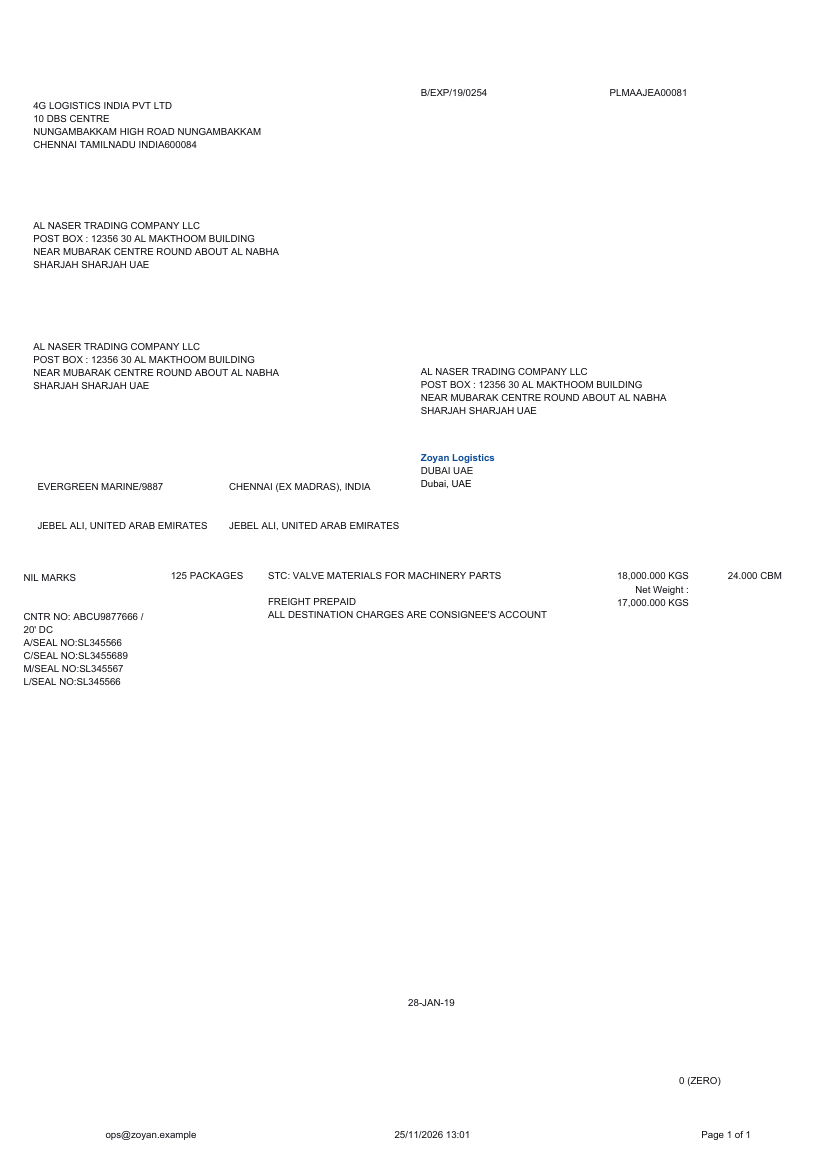 B/EXP/19/0254 PLMAAJEA00081
4G LOGISTICS INDIA PVT LTD
10 DBS CENTRE
NUNGAMBAKKAM HIGH ROAD NUNGAMBAKKAM
CHENNAI TAMILNADU INDIA600084
AL NASER TRADING COMPANY LLC
POST BOX : 12356 30 AL MAKTHOOM BUILDING
NEAR MUBARAK CENTRE ROUND ABOUT AL NABHA
SHARJAH SHARJAH UAE
AL NASER TRADING COMPANY LLC
POST BOX : 12356 30 AL MAKTHOOM BUILDING
NEAR MUBARAK CENTRE ROUND ABOUT AL NABHA
SHARJAH SHARJAH UAE
AL NASER TRADING COMPANY LLC
POST BOX : 12356 30 AL MAKTHOOM BUILDING
NEAR MUBARAK CENTRE ROUND ABOUT AL NABHA
SHARJAH SHARJAH UAE
Zoyan Logistics
DUBAI UAE
Dubai, UAE
EVERGREEN MARINE/9887 CHENNAI (EX MADRAS), INDIA
JEBEL ALI, UNITED ARAB EMIRATES JEBEL ALI, UNITED ARAB EMIRATES
NIL MARKS 125 PACKAGES STC: VALVE MATERIALS FOR MACHINERY PARTS 18,000.000 KGS 24.000 CBM
Net Weight :
FREIGHT PREPAID 17,000.000 KGS
ALL DESTINATION CHARGES ARE CONSIGNEE'S ACCOUNT
CNTR NO: ABCU9877666 /
20' DC
A/SEAL NO:SL345566
C/SEAL NO:SL3455689
M/SEAL NO:SL345567
L/SEAL NO:SL345566
28-JAN-19
0 (ZERO)
ops@zoyan.example 25/11/2026 13:01 Page 1 of 1